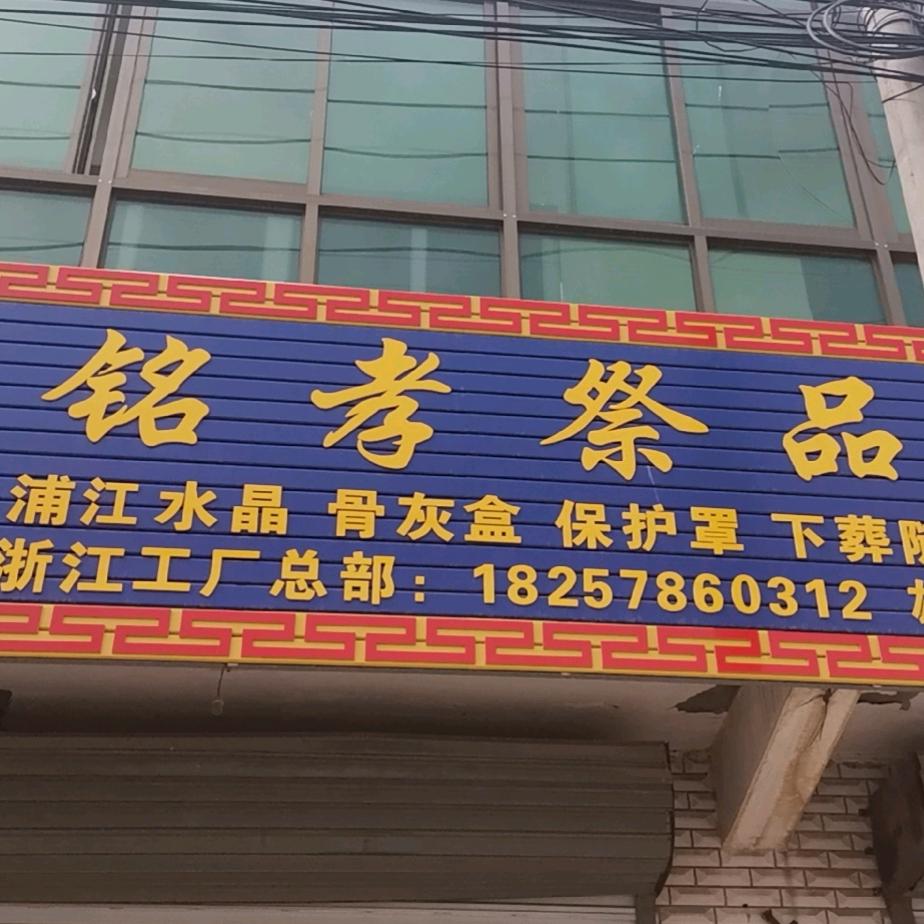 铭孝祭品
浦江水晶 骨灰盒 保护罩 下葬
浙江工厂总部：18257860312